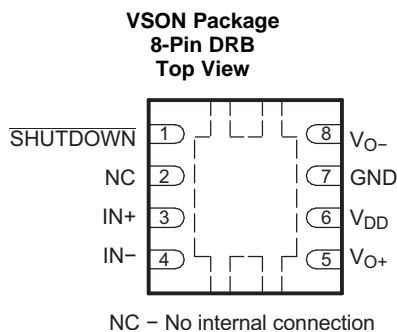 VSON Package
8-Pin DRB
Top View
SHUTDOWN 1 8 VO−
NC 2 7 GND
IN+ 3 6 VDD
IN− 4 5 VO+
NC − No internal connection